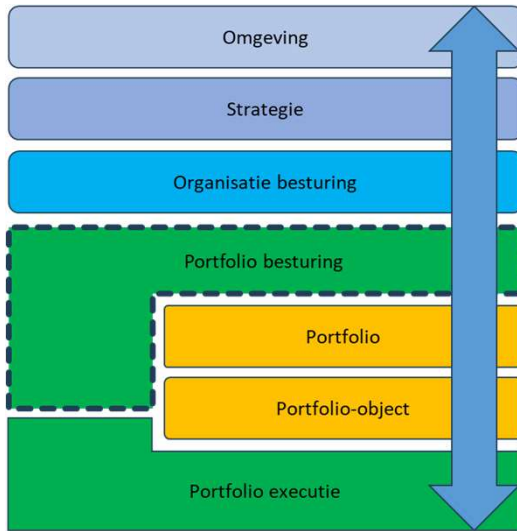 Omgeving
Strategie
Organisatie besturing
Portfolio besturing
Portfolio
Portfolio-object
Portfolio executie